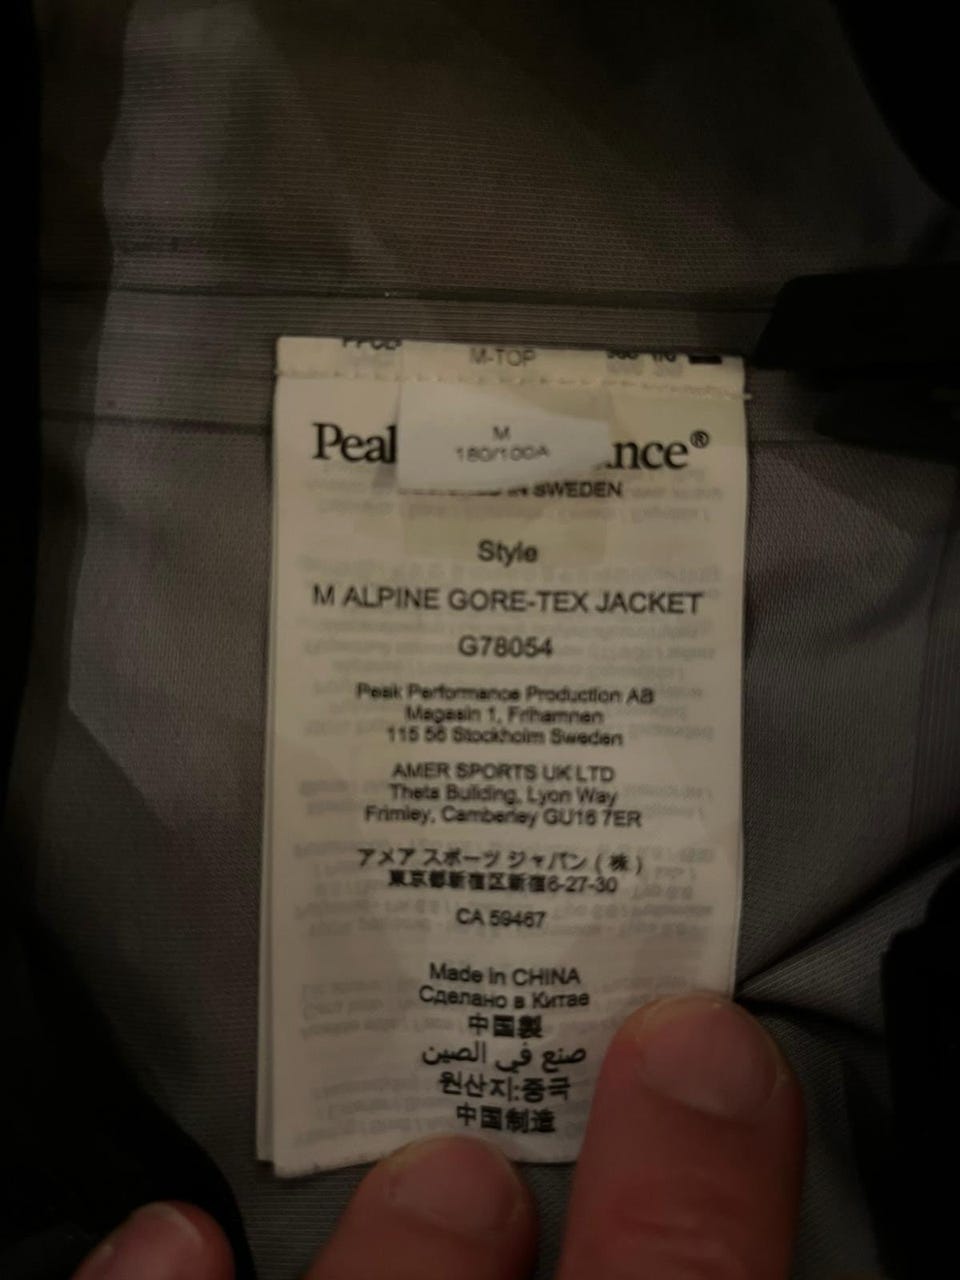 M-TOP
M
180/100A
Peak
nce®
IN SWEDEN
Style
M ALPINE GORE-TEX JACKET
G78054
Peak Performance Production AB
Magasin 1, Frihamnen
115 56 Stockholm Sweden
AMER SPORTS UK LTD
Theta Building, Lyon Way
Frimley, Camberley GU16 7ER
アメア スポーツ ジャパン ( 株 )
東京都新宿区新宿6-27-30
CA 59467
Made in CHINA
Сделано в Китае
中国製
صنع في الصين
원산지:중국
中国制造